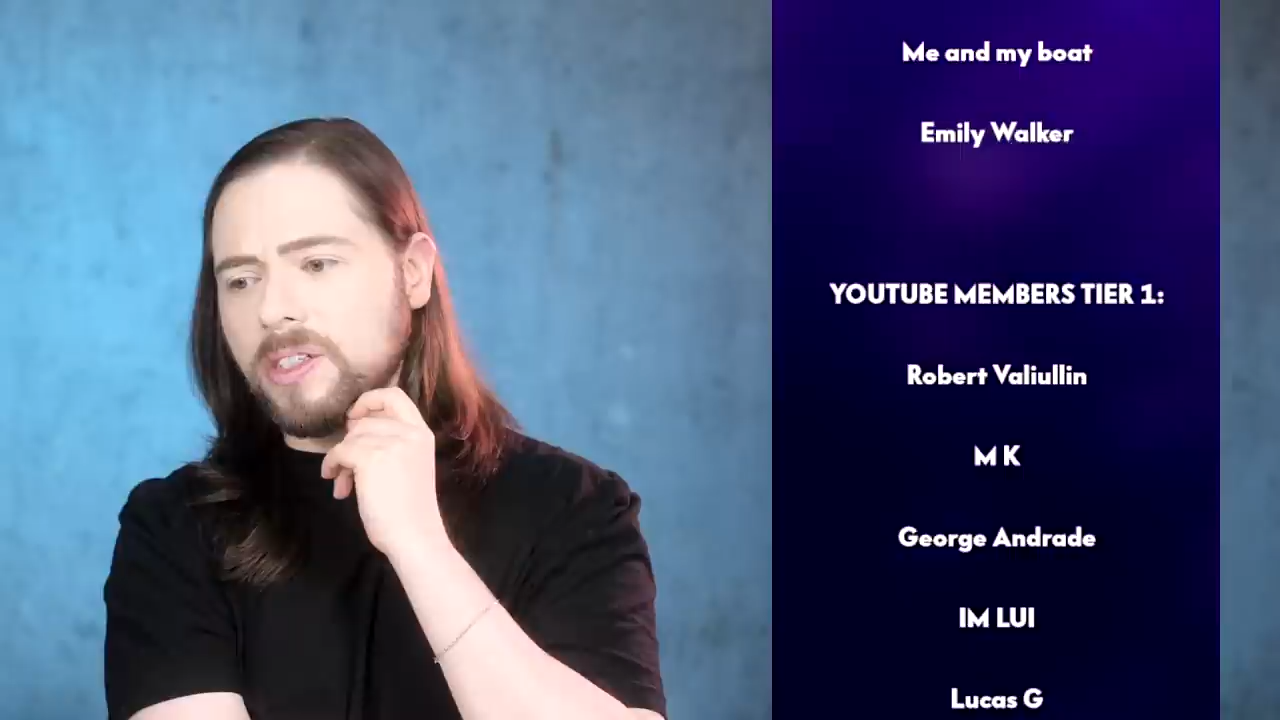 Me and my boat
Emily Walker
YOUTUBE MEMBERS TIER 1:
Robert Valiullin
M K
George Andrade
IM LUI
Lucas G